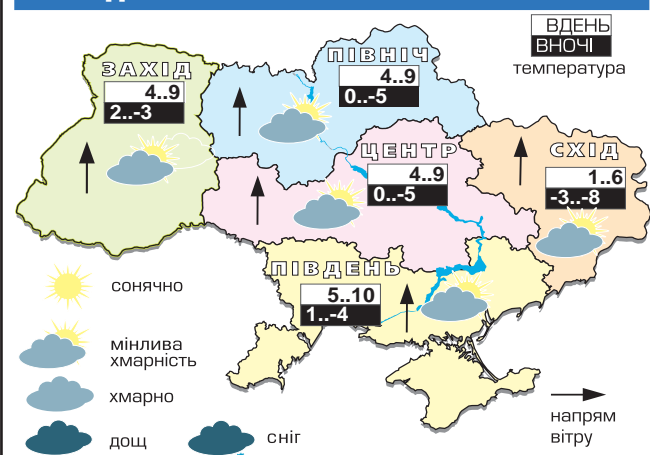 ВДЕНЬ
ВНОЧІ
температура
ЗАХІД
4..9
2..-3
ПІВНІЧ
4..9
0..-5
ЦЕНТР
4..9
0..-5
СХІД
1..6
-3..-8
ПІВДЕНЬ
5..10
1..-4
сонячно
мінлива
хмарність
хмарно
дощ
сніг
напрям
вітру